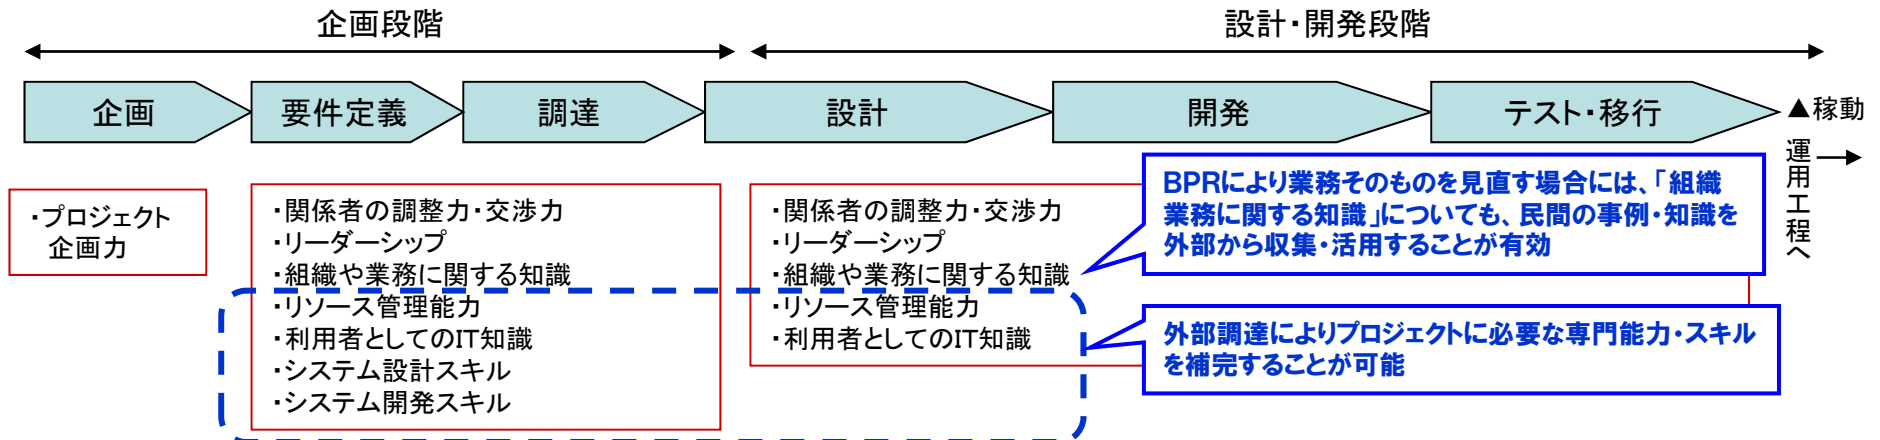 企画段階
設計・開発段階
企画
要件定義
調達
設計
開発
テスト・移行
▲稼動
運用工程へ
・プロジェクト
企画力
・関係者の調整力・交渉力
・リーダーシップ
・組織や業務に関する知識
・リソース管理能力
・利用者としてのIT知識
・システム設計スキル
・システム開発スキル
・関係者の調整力・交渉力
・リーダーシップ
・組織や業務に関する知識
・リソース管理能力
・利用者としてのIT知識
BPRにより業務そのものを見直す場合には、「組織
業務に関する知識」についても、民間の事例・知識を
外部から収集・活用することが有効
外部調達によりプロジェクトに必要な専門能力・スキル
を補完することが可能